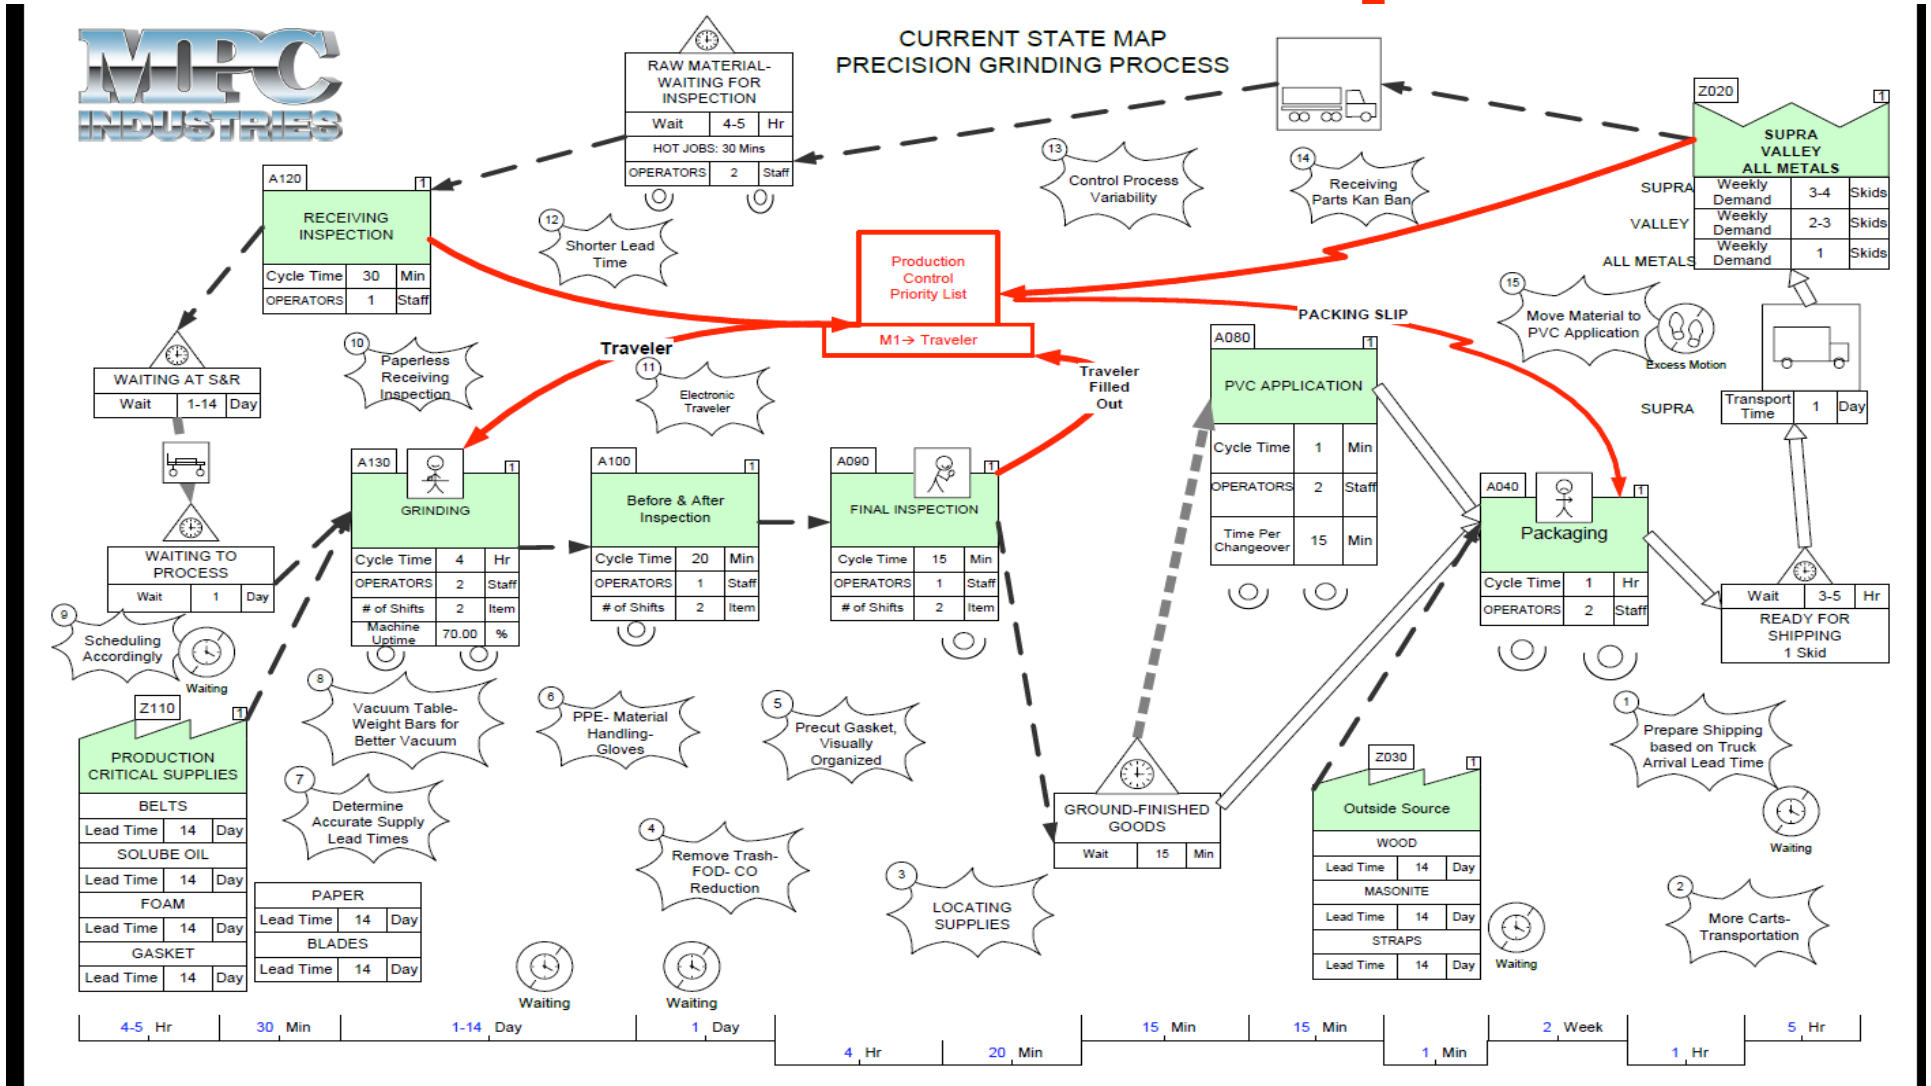 MPC
INDUSTRIES
CURRENT STATE MAP
PRECISION GRINDING PROCESS
RAW MATERIAL-
WAITING FOR
INSPECTION
Wait 4-5 Hr
HOT JOBS: 30 Mins
OPERATORS 2 Staff
Z020
1
SUPRA
VALLEY
ALL METALS
SUPRA Weekly Demand 3-4 Skids
VALLEY Weekly Demand 2-3 Skids
ALL METALS Weekly Demand 1 Skids
13
Control Process
Variability
14
Receiving
Parts Kan Ban
A120
1
RECEIVING
INSPECTION
Cycle Time 30 Min
OPERATORS 1 Staff
12
Shorter Lead
Time
Production
Control
Priority List
M1→ Traveler
PACKING SLIP
15
Move Material to
PVC Application
Excess Motion
SUPRA Transport Time 1 Day
WAITING AT S&R
Wait 1-14 Day
10
Paperless
Receiving
Inspection
Traveler
11
Electronic
Traveler
Traveler
Filled
Out
A080
1
PVC APPLICATION
Cycle Time 1 Min
OPERATORS 2 Staff
Time Per Changeover 15 Min
WAITING TO
PROCESS
Wait 1 Day
9
Scheduling
Accordingly
Waiting
A130
1
GRINDING
Cycle Time 4 Hr
OPERATORS 2 Staff
# of Shifts 2 Item
Machine Uptime 70.00 %
A100
1
Before & After
Inspection
Cycle Time 20 Min
OPERATORS 1 Staff
# of Shifts 2 Item
A090
1
FINAL INSPECTION
Cycle Time 15 Min
OPERATORS 1 Staff
# of Shifts 2 Item
A040
1
Packaging
Cycle Time 1 Hr
OPERATORS 2 Staff
Wait 3-5 Hr
READY FOR
SHIPPING
1 Skid
Z110
1
PRODUCTION
CRITICAL SUPPLIES
BELTS
Lead Time 14 Day
SOLUBE OIL
Lead Time 14 Day
FOAM
Lead Time 14 Day
GASKET
Lead Time 14 Day
PAPER
Lead Time 14 Day
BLADES
Lead Time 14 Day
8
Vacuum Table-
Weight Bars for
Better Vacuum
7
Determine
Accurate Supply
Lead Times
6
PPE- Material
Handling-
Gloves
5
Precut Gasket,
Visually
Organized
4
Remove Trash-
FOD- CO
Reduction
3
LOCATING
SUPPLIES
GROUND-FINISHED
GOODS
Wait 15 Min
Z030
1
Outside Source
WOOD
Lead Time 14 Day
MASONITE
Lead Time 14 Day
STRAPS
Lead Time 14 Day
Waiting
1
Prepare Shipping
based on Truck
Arrival Lead Time
Waiting
2
More Carts-
Transportation
Waiting
Waiting
4-5 Hr
30 Min
1-14 Day
1 Day
4 Hr
20 Min
15 Min
15 Min
1 Min
2 Week
1 Hr
5 Hr